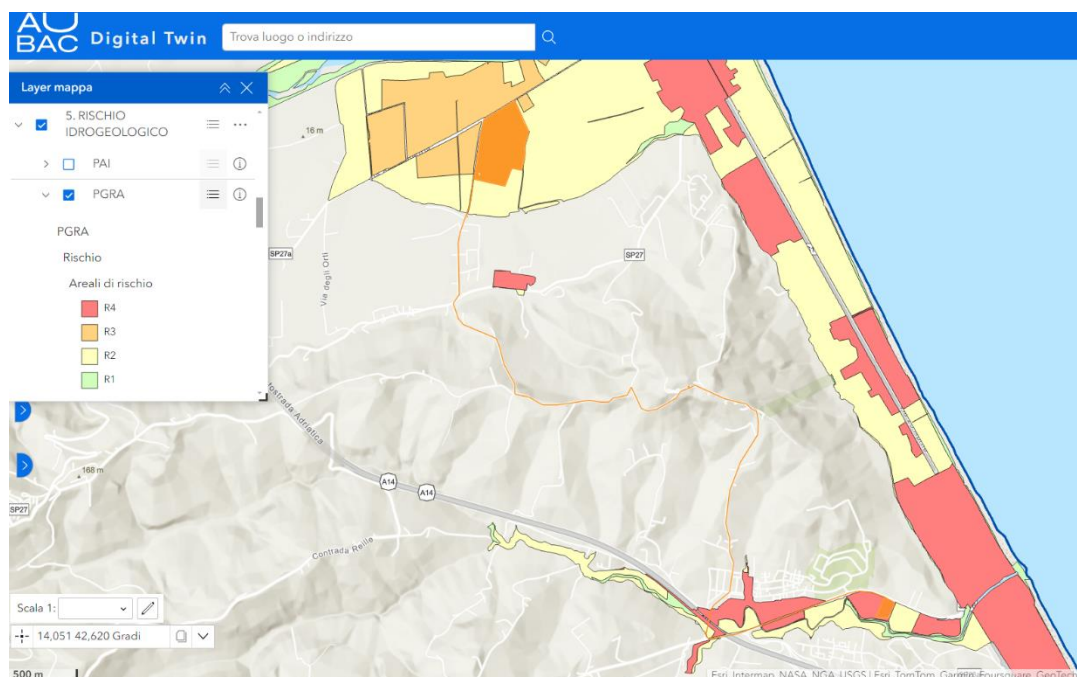 AU
BAC Digital Twin
Trova luogo o indirizzo
Layer mappa
5. RISCHIO
IDROGEOLOGICO
PAI
PGRA
PGRA
Rischio
Areali di rischio
R4
R3
R2
R1
16 m
SP27a
Via degli Orti
SP27
Autostrada Adriatica
168 m
SP27
A14
A14
Contrada Reille
Scala 1:
14,051 42,620 Gradi
500 m
Esri, Intermap, NASA, NGA, USGS | Esri, TomTom, Garmin, Foursquare, GeoTech